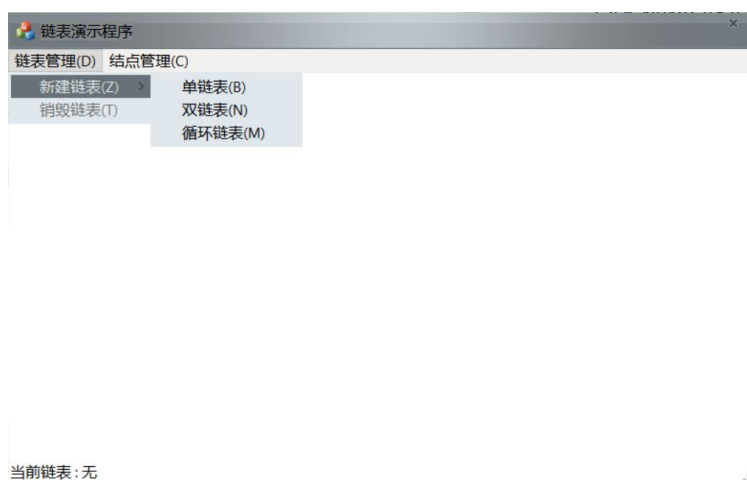 链表演示程序
链表管理(D) 结点管理(C)
新建链表(Z) 单链表(B)
销毁链表(T) 双链表(N)
循环链表(M)
当前链表:无